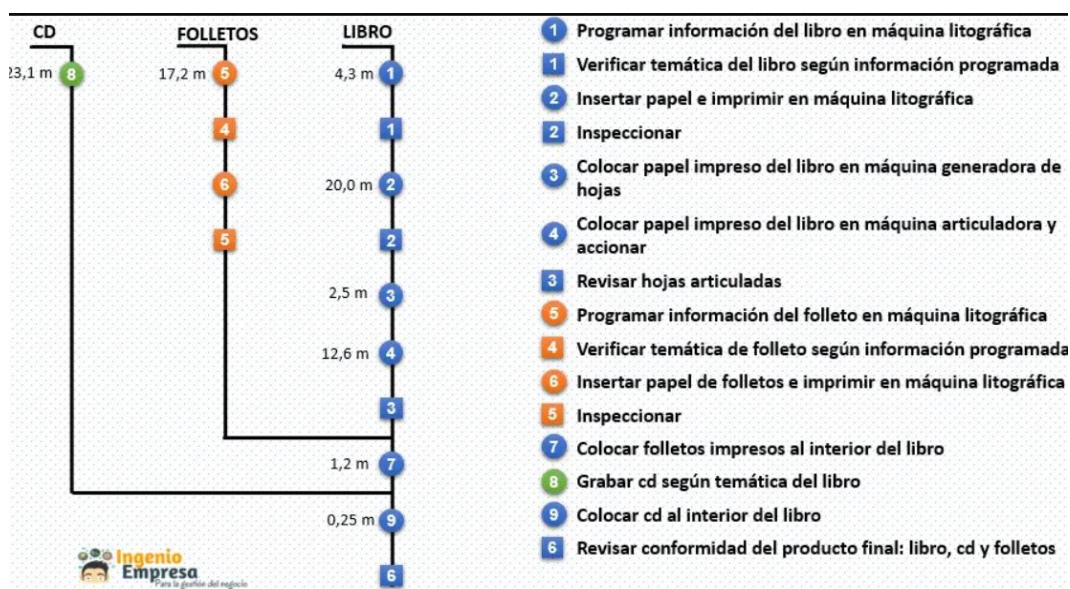 CD
FOLLETOS
LIBRO
23,1 m 8
17,2 m 5
4,3 m 1
4
1
6
20,0 m 2
5
2
2,5 m 3
12,6 m 4
3
1,2 m 7
0,25 m 9
6
1 Programar información del libro en máquina litográfica
1 Verificar temática del libro según información programada
2 Insertar papel e imprimir en máquina litográfica
2 Inspeccionar
3 Colocar papel impreso del libro en máquina generadora de
hojas
4 Colocar papel impreso del libro en máquina articuladora y
accionar
3 Revisar hojas articuladas
5 Programar información del folleto en máquina litográfica
4 Verificar temática de folleto según información programada
6 Insertar papel de folletos e imprimir en máquina litográfica
5 Inspeccionar
7 Colocar folletos impresos al interior del libro
8 Grabar cd según temática del libro
9 Colocar cd al interior del libro
6 Revisar conformidad del producto final: libro, cd y folletos
Ingenio
Empresa
Para la gestión del negocio